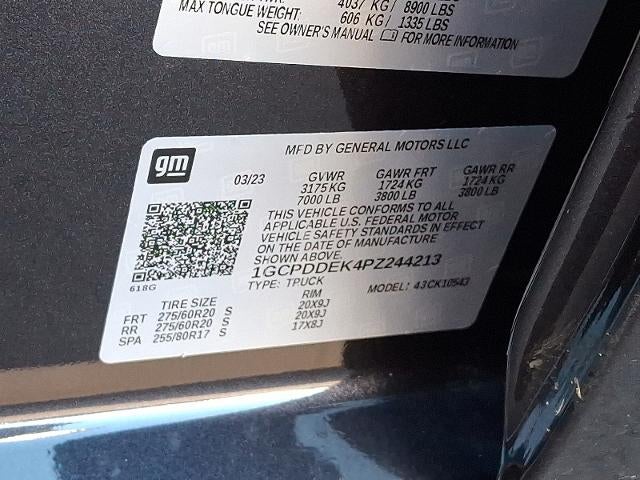 4037 KG / 8900 LBS
MAX TONGUE WEIGHT: 606 KG / 1335 LBS
SEE OWNER'S MANUAL FOR MORE INFORMATION
gm
MFD BY GENERAL MOTORS LLC
03/23 GVWR GAWR FRT GAWR RR
3175 KG 1724 KG 1724 KG
7000 LB 3800 LB 3800 LB
THIS VEHICLE CONFORMS TO ALL
APPLICABLE U.S. FEDERAL MOTOR
VEHICLE SAFETY STANDARDS IN EFFECT
ON THE DATE OF MANUFACTURE
SHOWN ABOVE.
618G
1GCPDDEK4PZ244213
TYPE: TPUCK MODEL: 43CK10543
TIRE SIZE RIM
FRT 275/60R20 S 20X9J
RR 275/60R20 S 20X9J
SPA 255/80R17 S 17X8J